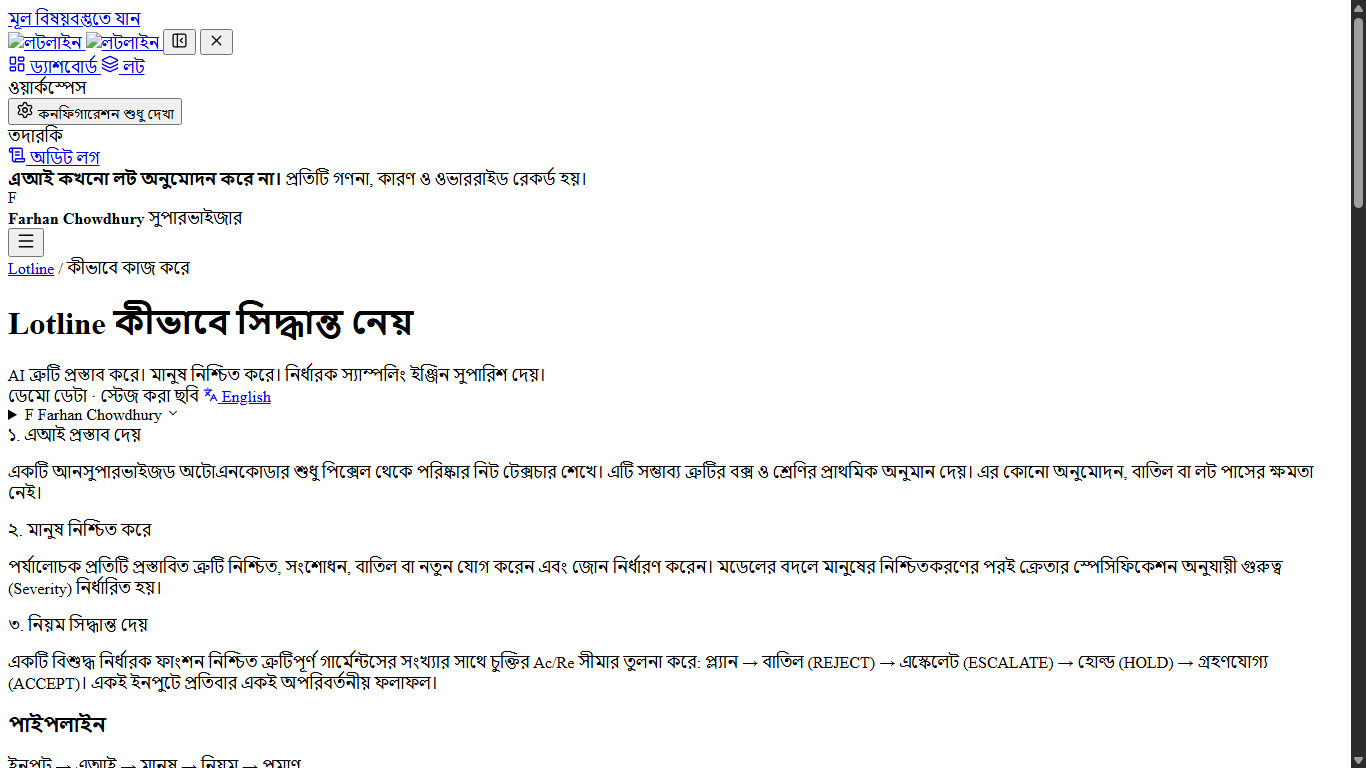 মূল বিষয়বস্তুতে যান
লটলাইন লটলাইন
ড্যাশবোর্ড লট
ওয়ার্কস্পেস
কনফিগারেশন শুধু দেখা
তদারকি
অডিট লগ
এআই কখনো লট অনুমোদন করে না। প্রতিটি গণনা, কারণ ও ওভাররাইড রেকর্ড হয়।
F
Farhan Chowdhury সুপারভাইজার
Lotline / কীভাবে কাজ করে
Lotline কীভাবে সিদ্ধান্ত নেয়
AI ত্রুটি প্রস্তাব করে। মানুষ নিশ্চিত করে। নির্ধারক স্যাম্পলিং ইঞ্জিন সুপারিশ দেয়।
ডেমো ডেটা · স্টেজ করা ছবি English
F Farhan Chowdhury
১. এআই প্রস্তাব দেয়
একটি আনসুপারভাইজড অটোএনকোডার শুধু পিক্সেল থেকে পরিষ্কার নিট টেক্সচার শেখে। এটি সম্ভাব্য ত্রুটির বক্স ও শ্রেণির প্রাথমিক অনুমান দেয়। এর কোনো অনুমোদন, বাতিল বা লট পাসের ক্ষমতা
নেই।
২. মানুষ নিশ্চিত করে
পর্যালোচক প্রতিটি প্রস্তাবিত ত্রুটি নিশ্চিত, সংশোধন, বাতিল বা নতুন যোগ করেন এবং জোন নির্ধারণ করেন। মডেলের বদলে মানুষের নিশ্চিতকরণের পরই ক্রেতার স্পেসিফিকেশন অনুযায়ী গুরুত্ব
(Severity) নির্ধারিত হয়।
৩. নিয়ম সিদ্ধান্ত দেয়
একটি বিশুদ্ধ নির্ধারক ফাংশন নিশ্চিত ত্রুটিপূর্ণ গার্মেন্টসের সংখ্যার সাথে চুক্তির Ac/Re সীমার তুলনা করে: প্ল্যান → বাতিল (REJECT) → এস্কেলেট (ESCALATE) → হোল্ড (HOLD) → গ্রহণযোগ্য
(ACCEPT)। একই ইনপুটে প্রতিবার একই অপরিবর্তনীয় ফলাফল।
পাইপলাইন
ইনপুট → এআই → মানুষ → নিয়ম → প্রমাণ